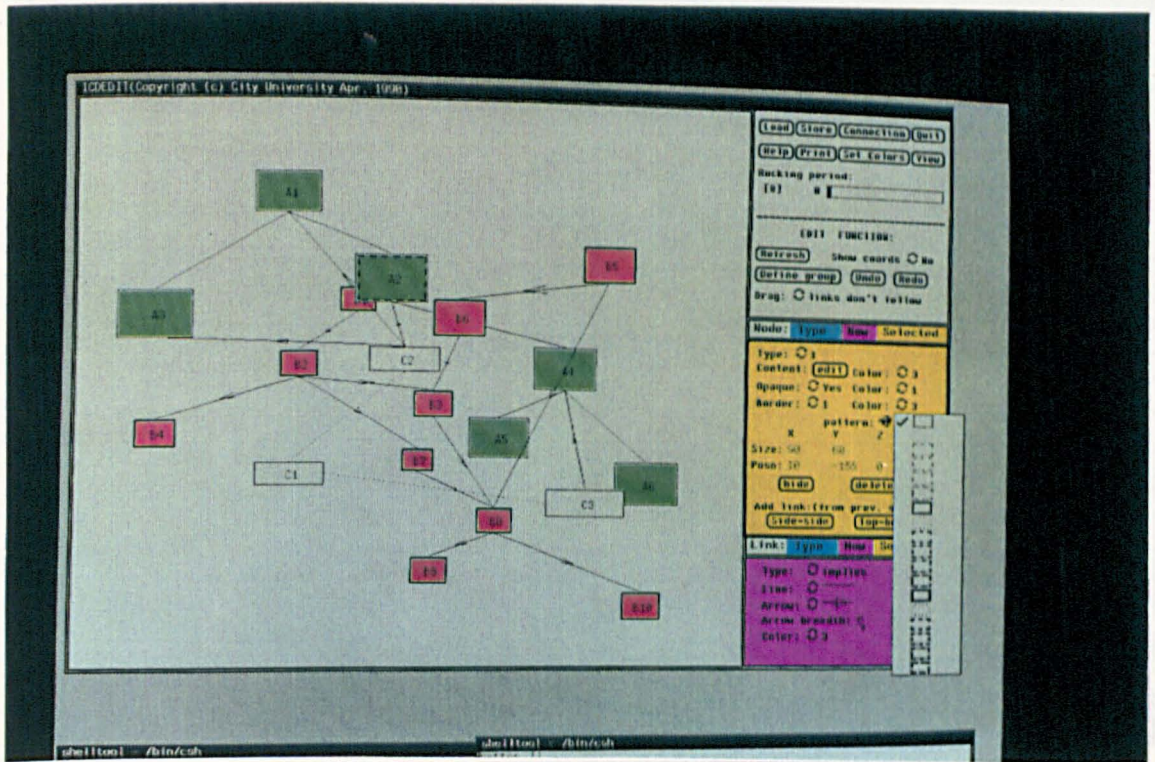 ICDEDIT(Copyright (c) City University Apr. 1990)
Load Store Connection Quit
Help Print Set Colors View
Rocking period:
[0] 0
EDIT FUNCTION:
Refresh Show coords No
Define group Undo Redo
Drag: links don't follow
Node: Type New Selected
Type: 1
Content: edit Color: 3
Opaque: Yes Color: 1
Border: 1 Color: 3
pattern:
X Y Z
Size: 90 60
Posn: -155 0
hide delete
Add link:(from prev.
Side-side
Link: Type New
Type: implies
Line:
Arrow:
Arrow breadth:
Color: 3
A1
A2
B5
A3
B6
C2
B2
A4
B3
B4
A5
B7
C1
A6
C3
B8
B9
B10
shelltool - /bin/csh
shelltool - /bin/csh